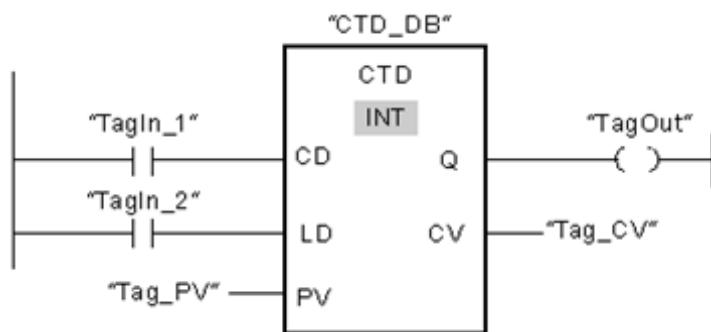 "CTD_DB"
CTD
INT
"TagIn_1"
CD
Q
"TagOut"
"TagIn_2"
LD
CV
"Tag_CV"
"Tag_PV"
PV